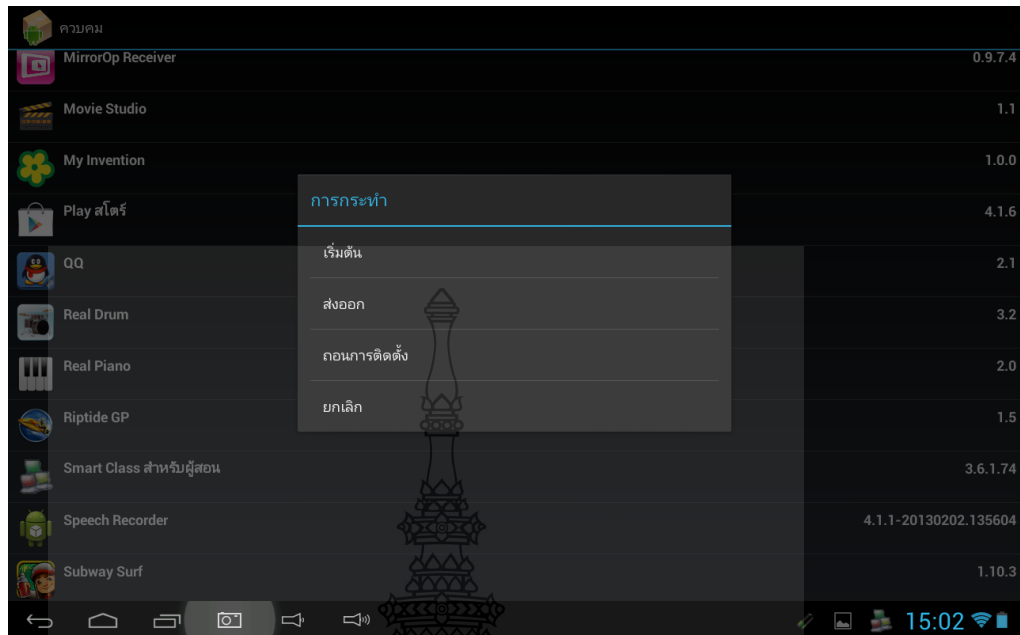 ควบคม
MirrorOp Receiver 0.9.7.4
Movie Studio 1.1
My Invention 1.0.0
Play สโตร์ 4.1.6
QQ 2.1
Real Drum 3.2
Real Piano 2.0
Riptide GP 1.5
Smart Class สำหรับผู้สอน 3.6.1.74
Speech Recorder 4.1.1-20130202.135604
Subway Surf 1.10.3
การกระทำ
เริ่มต้น
ส่งออก
ถอนการติดตั้ง
ยกเลิก
15:02